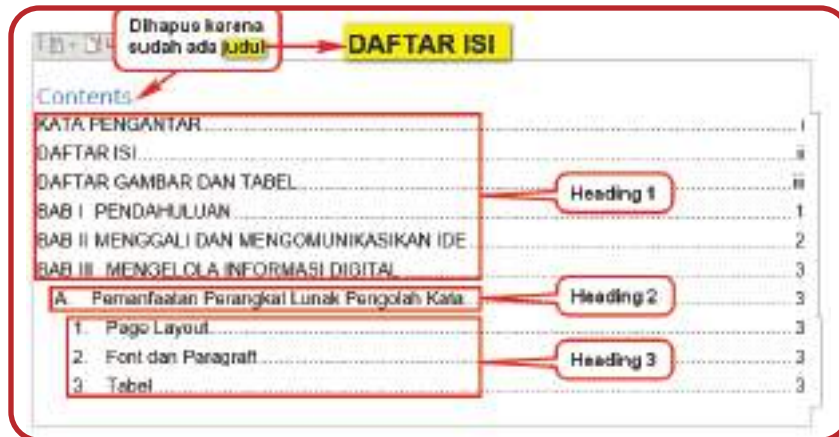 Dihapus karena
sudah ada judul
DAFTAR ISI
Contents
KATA PENGANTAR i
DAFTAR ISI ii
DAFTAR GAMBAR DAN TABEL iii
Heading 1
BAB I PENDAHULUAN 1
BAB II MENGGALI DAN MENGOMUNIKASIKAN IDE 2
BAB III MENGELOLA INFORMASI DIGITAL 3
A. Pemanfaatan Perangkat Lunak Pengolah Kata 3
Heading 2
1. Page Layout 3
2. Font dan Paragraft 3
Heading 3
3. Tabel 3